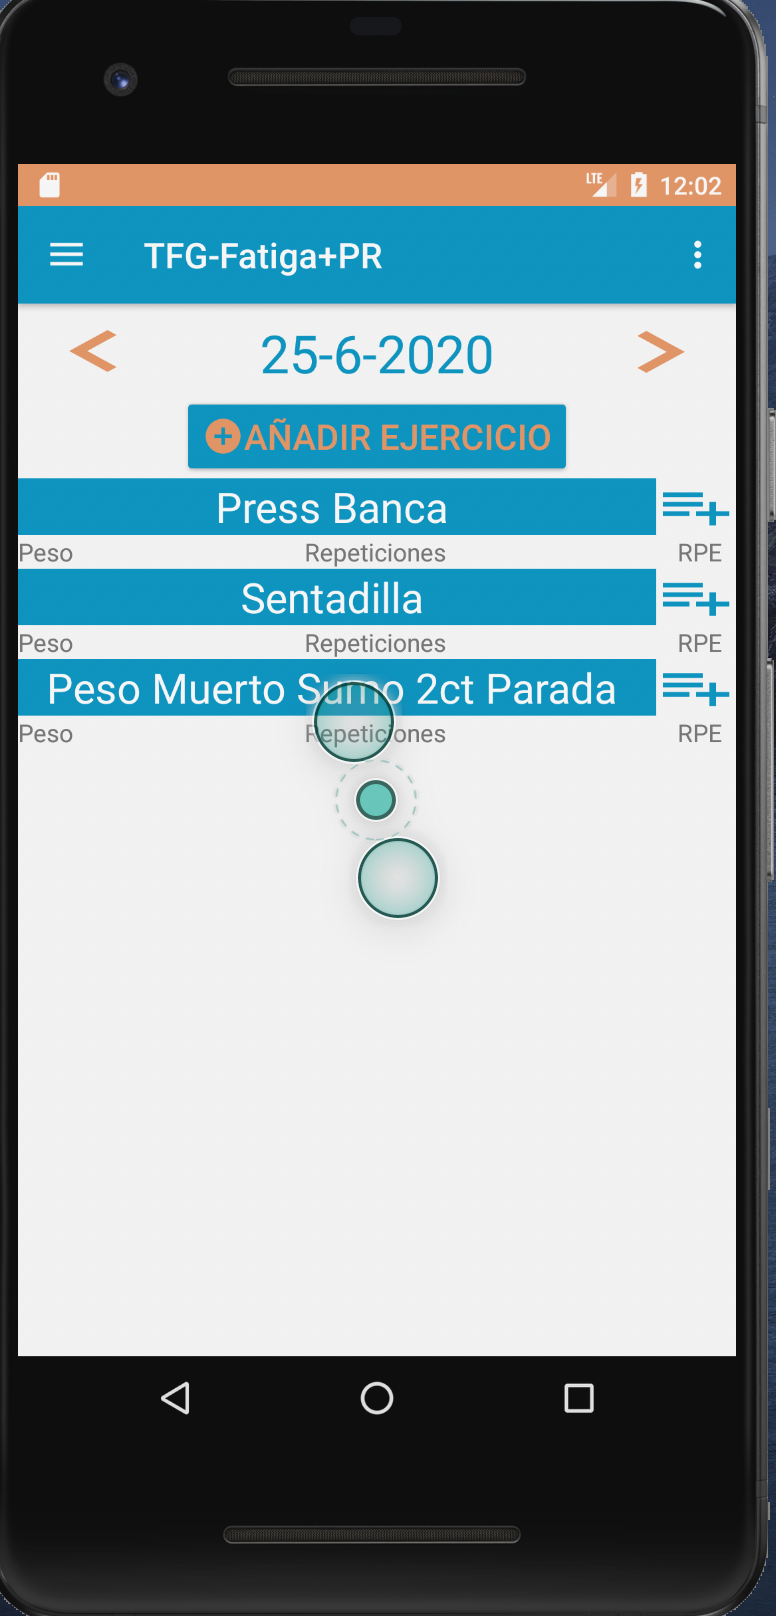 LTE 12:02
TFG-Fatiga+PR
< 25-6-2020 >
AÑADIR EJERCICIO
Press Banca
Peso Repeticiones RPE
Sentadilla
Peso Repeticiones RPE
Peso Muerto Sumo 2ct Parada
Peso Repeticiones RPE